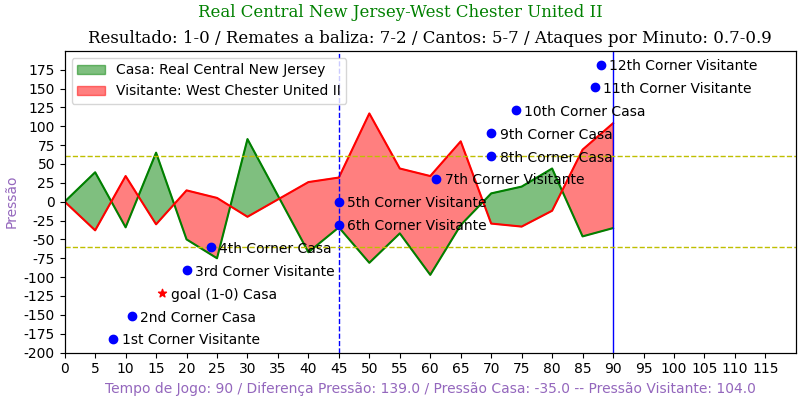 Real Central New Jersey-West Chester United II
Resultado: 1-0 / Remates a baliza: 7-2 / Cantos: 5-7 / Ataques por Minuto: 0.7-0.9
Casa: Real Central New Jersey
Visitante: West Chester United II
Pressão
175
150
125
100
75
50
25
0
-25
-50
-75
-100
-125
-150
-175
-200
12th Corner Visitante
11th Corner Visitante
10th Corner Casa
9th Corner Casa
8th Corner Casa
7th Corner Visitante
5th Corner Visitante
6th Corner Visitante
4th Corner Casa
3rd Corner Visitante
goal (1-0) Casa
2nd Corner Casa
1st Corner Visitante
0 5 10 15 20 25 30 35 40 45 50 55 60 65 70 75 80 85 90 95 100 105 110 115
Tempo de Jogo: 90 / Diferença Pressão: 139.0 / Pressão Casa: -35.0 -- Pressão Visitante: 104.0